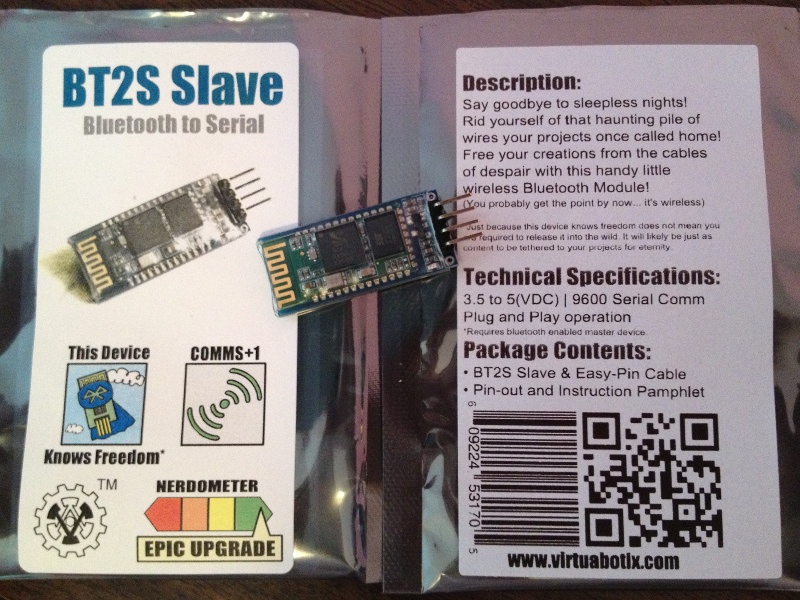 BT2S Slave
Bluetooth to Serial
This Device
COMMS+1
Knows Freedom*
TM
NERDOMETER
EPIC UPGRADE
Description:
Say goodbye to sleepless nights!
Rid yourself of that haunting pile of
wires your projects once called home!
Free your creations from the cables
of despair with this handy little
wireless Bluetooth Module!
(You probably get the point by now... it's wireless)
Just because this device knows freedom does not mean you
required to release it into the wild. It will likely be just as
content to be tethered to your projects for eternity.
Technical Specifications:
3.5 to 5(VDC) | 9600 Serial Comm
Plug and Play operation
*Requires bluetooth enabled master device.
Package Contents:
• BT2S Slave & Easy-Pin Cable
• Pin-out and Instruction Pamphlet
6 09224 53170 5
www.virtuabotix.com